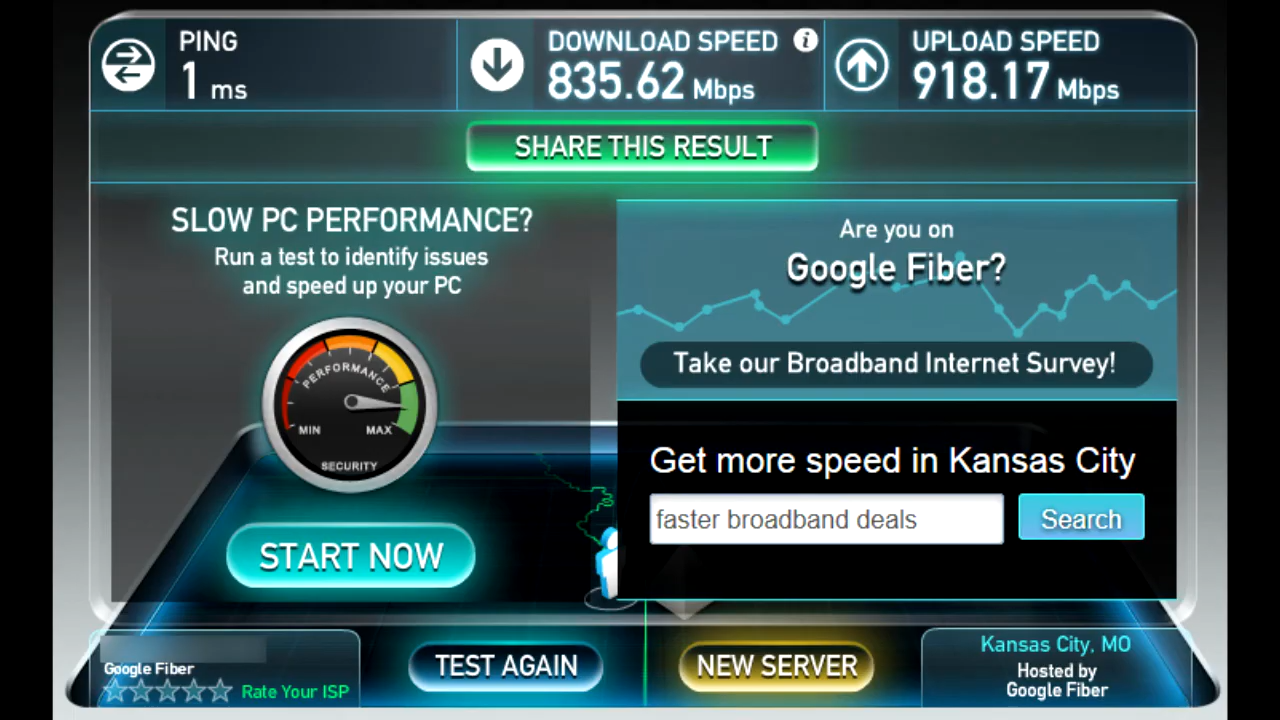 PING
1 ms
DOWNLOAD SPEED
835.62 Mbps
UPLOAD SPEED
918.17 Mbps
SHARE THIS RESULT
SLOW PC PERFORMANCE?
Run a test to identify issues
and speed up your PC
PERFORMANCE
MIN MAX
SECURITY
START NOW
Are you on
Google Fiber?
Take our Broadband Internet Survey!
Get more speed in Kansas City
faster broadband deals
Search
Google Fiber
Rate Your ISP
TEST AGAIN
NEW SERVER
Kansas City, MO
Hosted by
Google Fiber